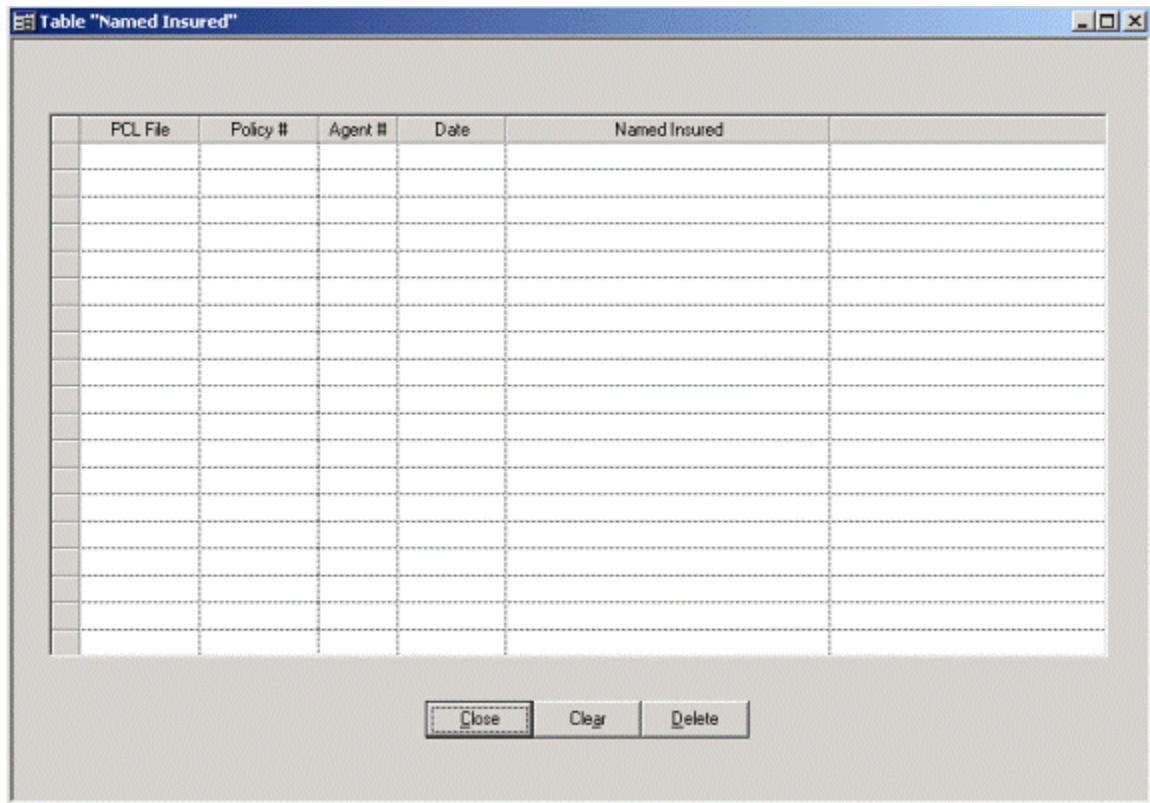 Table "Named Insured"
PCL File Policy # Agent # Date Named Insured
Close Clear Delete